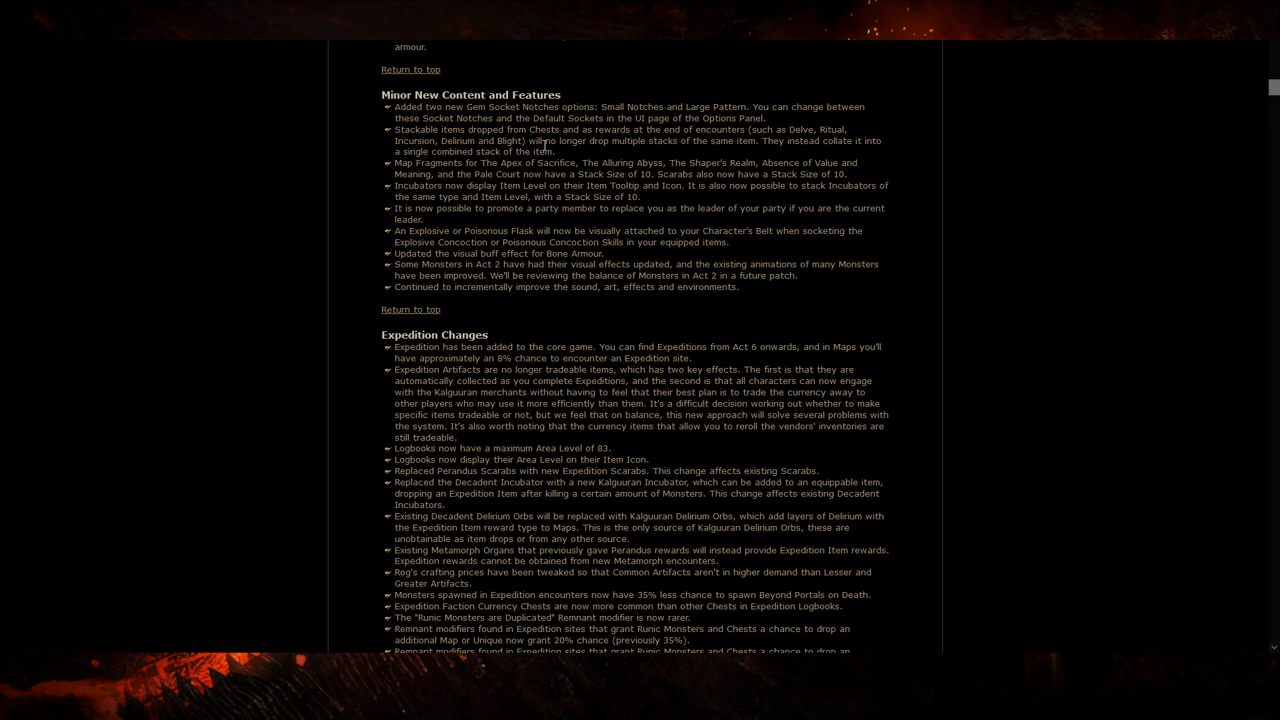 armour.
Return to top
Minor New Content and Features
Added two new Gem Socket Notches options: Small Notches and Large Pattern. You can change between
these Socket Notches and the Default Sockets in the UI page of the Options Panel.
Stackable items dropped from Chests and as rewards at the end of encounters (such as Delve, Ritual,
Incursion, Delirium and Blight) will no longer drop multiple stacks of the same item. They instead collate it into
a single combined stack of the item.
Map Fragments for The Apex of Sacrifice, The Alluring Abyss, The Shaper's Realm, Absence of Value and
Meaning, and the Pale Court now have a Stack Size of 10. Scarabs also now have a Stack Size of 10.
Incubators now display Item Level on their Item Tooltip and Icon. It is also now possible to stack Incubators of
the same type and Item Level, with a Stack Size of 10.
It is now possible to promote a party member to replace you as the leader of your party if you are the current
leader.
An Explosive or Poisonous Flask will now be visually attached to your Character's Belt when socketing the
Explosive Concoction or Poisonous Concoction Skills in your equipped items.
Updated the visual buff effect for Bone Armour.
Some Monsters in Act 2 have had their visual effects updated, and the existing animations of many Monsters
have been improved. We'll be reviewing the balance of Monsters in Act 2 in a future patch.
Continued to incrementally improve the sound, art, effects and environments.
Return to top
Expedition Changes
Expedition has been added to the core game. You can find Expeditions from Act 6 onwards, and in Maps you'll
have approximately an 8% chance to encounter an Expedition site.
Expedition Artifacts are no longer tradeable items, which has two key effects. The first is that they are
automatically collected as you complete Expeditions, and the second is that all characters can now engage
with the Kalguuran merchants without having to feel that their best plan is to trade the currency away to
other players who may use it more efficiently than them. It's a difficult decision working out whether to make
specific items tradeable or not, but we feel that on balance, this new approach will solve several problems with
the system. It's also worth noting that the currency items that allow you to reroll the vendors' inventories are
still tradeable.
Logbooks now have a maximum Area Level of 83.
Logbooks now display their Area Level on their Item Icon.
Replaced Perandus Scarabs with new Expedition Scarabs. This change affects existing Scarabs.
Replaced the Decadent Incubator with a new Kalguuran Incubator, which can be added to an equippable item,
dropping an Expedition Item after killing a certain amount of Monsters. This change affects existing Decadent
Incubators.
Existing Decadent Delirium Orbs will be replaced with Kalguuran Delirium Orbs, which add layers of Delirium with
the Expedition Item reward type to Maps. This is the only source of Kalguuran Delirium Orbs, these are
unobtainable as item drops or from any other source.
Existing Metamorph Organs that previously gave Perandus rewards will instead provide Expedition Item rewards.
Expedition rewards cannot be obtained from new Metamorph encounters.
Rog's crafting prices have been tweaked so that Common Artifacts aren't in higher demand than Lesser and
Greater Artifacts.
Monsters spawned in Expedition encounters now have 35% less chance to spawn Beyond Portals on Death.
Expedition Faction Currency Chests are now more common than other Chests in Expedition Logbooks.
The "Runic Monsters are Duplicated" Remnant modifier is now rarer.
Remnant modifiers found in Expedition sites that grant Runic Monsters and Chests a chance to drop an
additional Map or Unique now grant 20% chance (previously 35%).
Remnant modifiers found in Expedition sites that grant Runic Monsters and Chests a chance to drop an